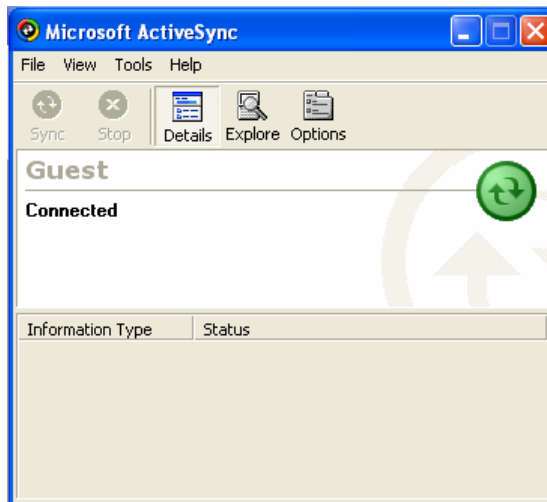 Microsoft ActiveSync
File View Tools Help
Sync Stop Details Explore Options
Guest
Connected
Information Type Status